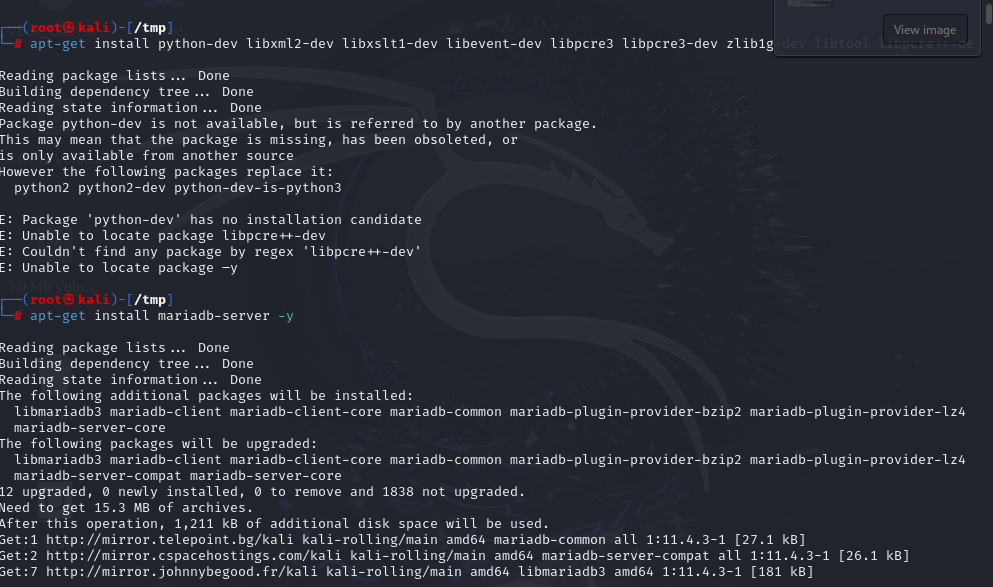 ┌──(root㉿kali)-[/tmp]
└─# apt-get install python-dev libxml2-dev libxslt1-dev libevent-dev libpcre3 libpcre3-dev zlib1g-dev libtool libpcre++-de
View image
Reading package lists... Done
Building dependency tree... Done
Reading state information... Done
Package python-dev is not available, but is referred to by another package.
This may mean that the package is missing, has been obsoleted, or
is only available from another source
However the following packages replace it:
  python2 python2-dev python-dev-is-python3
E: Package 'python-dev' has no installation candidate
E: Unable to locate package libpcre++-dev
E: Couldn't find any package by regex 'libpcre++-dev'
E: Unable to locate package –y
1.0 MB Volu...
┌──(root㉿kali)-[/tmp]
└─# apt-get install mariadb-server -y
Reading package lists... Done
Building dependency tree... Done
Reading state information... Done
The following additional packages will be installed:
  libmariadb3 mariadb-client mariadb-client-core mariadb-common mariadb-plugin-provider-bzip2 mariadb-plugin-provider-lz4
  mariadb-server-core
The following packages will be upgraded:
  libmariadb3 mariadb-client mariadb-client-core mariadb-common mariadb-plugin-provider-bzip2 mariadb-plugin-provider-lz4
  mariadb-server-compat mariadb-server-core
12 upgraded, 0 newly installed, 0 to remove and 1838 not upgraded.
Need to get 15.3 MB of archives.
After this operation, 1,211 kB of additional disk space will be used.
Get:1 http://mirror.telepoint.bg/kali kali-rolling/main amd64 mariadb-common all 1:11.4.3-1 [27.1 kB]
Get:2 http://mirror.cspacehostings.com/kali kali-rolling/main amd64 mariadb-server-compat all 1:11.4.3-1 [26.1 kB]
Get:7 http://mirror.johnnybegood.fr/kali kali-rolling/main amd64 libmariadb3 amd64 1:11.4.3-1 [181 kB]